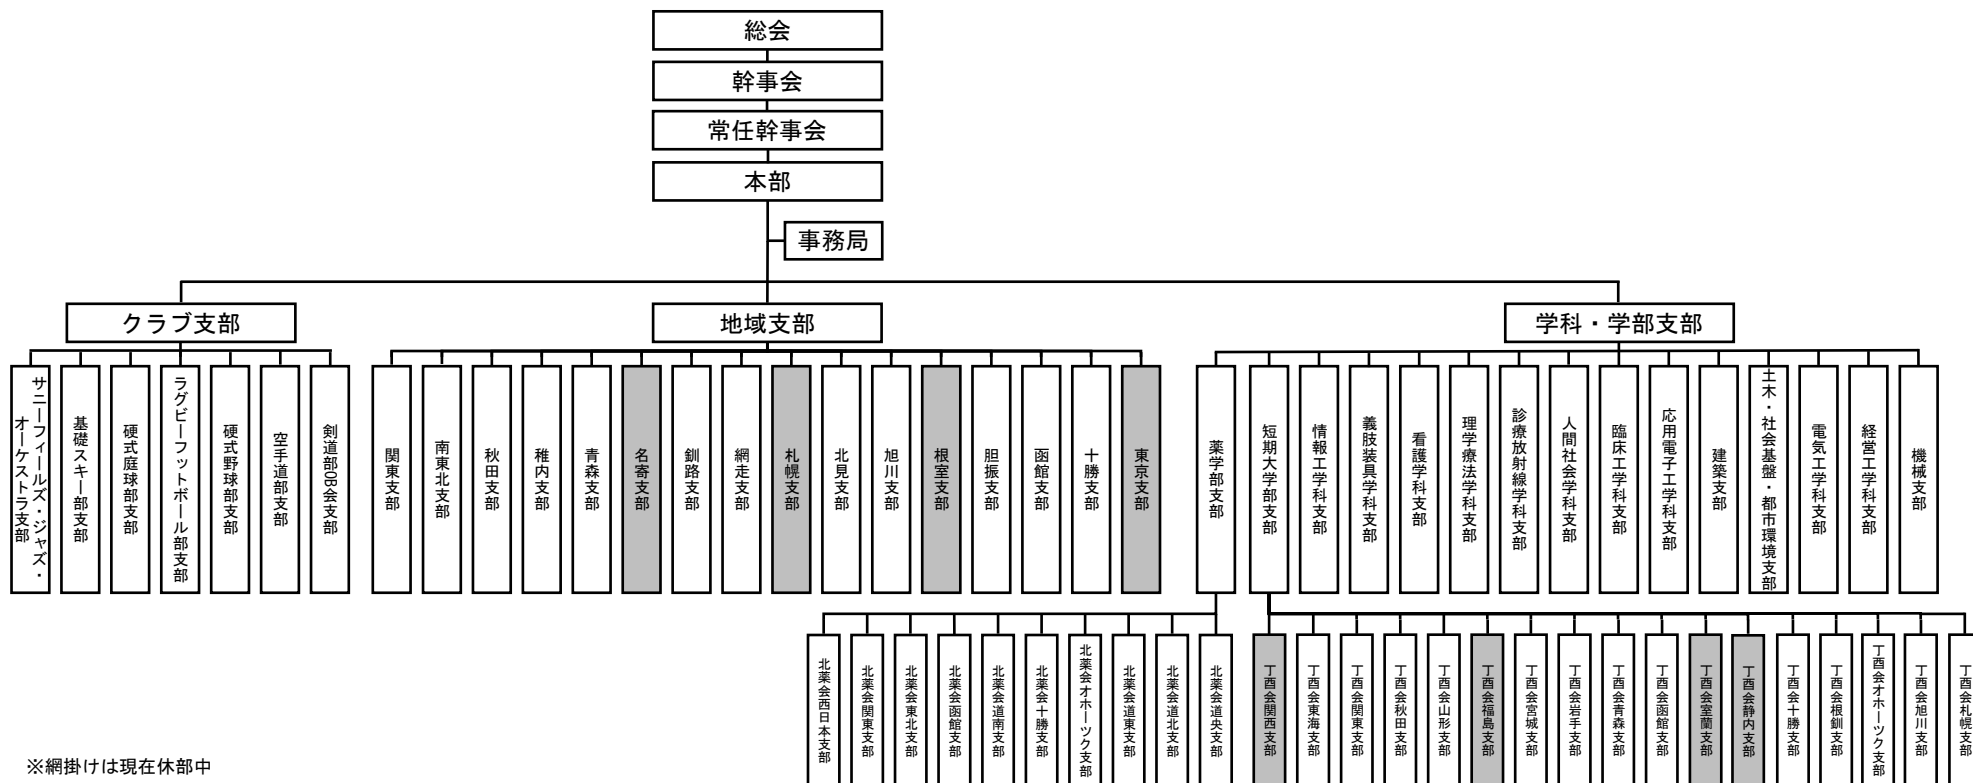 総会
幹事会
常任幹事会
本部
事務局
クラブ支部
地域支部
学科・学部支部
サニーフィールズ・ジャズ・
オーケストラ支部
基礎スキー部支部
硬式庭球部支部
ラグビーフットボール部支部
硬式野球部支部
空手道部支部
剣道部OB会支部
関東支部
南東北支部
秋田支部
稚内支部
青森支部
名寄支部
釧路支部
網走支部
札幌支部
北見支部
旭川支部
根室支部
胆振支部
函館支部
十勝支部
東京支部
薬学部支部
短期大学部支部
情報工学科支部
義肢装具学科支部
看護学科支部
理学療法学科支部
診療放射線学科支部
人間社会学科支部
臨床工学科支部
応用電子工学科支部
建築支部
土木・社会基盤・都市環境支部
電気工学科支部
経営工学科支部
機械支部
北薬会西日本支部
北薬会関東支部
北薬会東北支部
北薬会函館支部
北薬会道南支部
北薬会十勝支部
北薬会オホーツク支部
北薬会道東支部
北薬会道北支部
北薬会道央支部
丁酉会関西支部
丁酉会東海支部
丁酉会関東支部
丁酉会秋田支部
丁酉会山形支部
丁酉会福島支部
丁酉会宮城支部
丁酉会岩手支部
丁酉会青森支部
丁酉会函館支部
丁酉会室蘭支部
丁酉会静内支部
丁酉会十勝支部
丁酉会根釧支部
丁酉会オホーツク支部
丁酉会旭川支部
丁酉会札幌支部
※網掛けは現在休部中